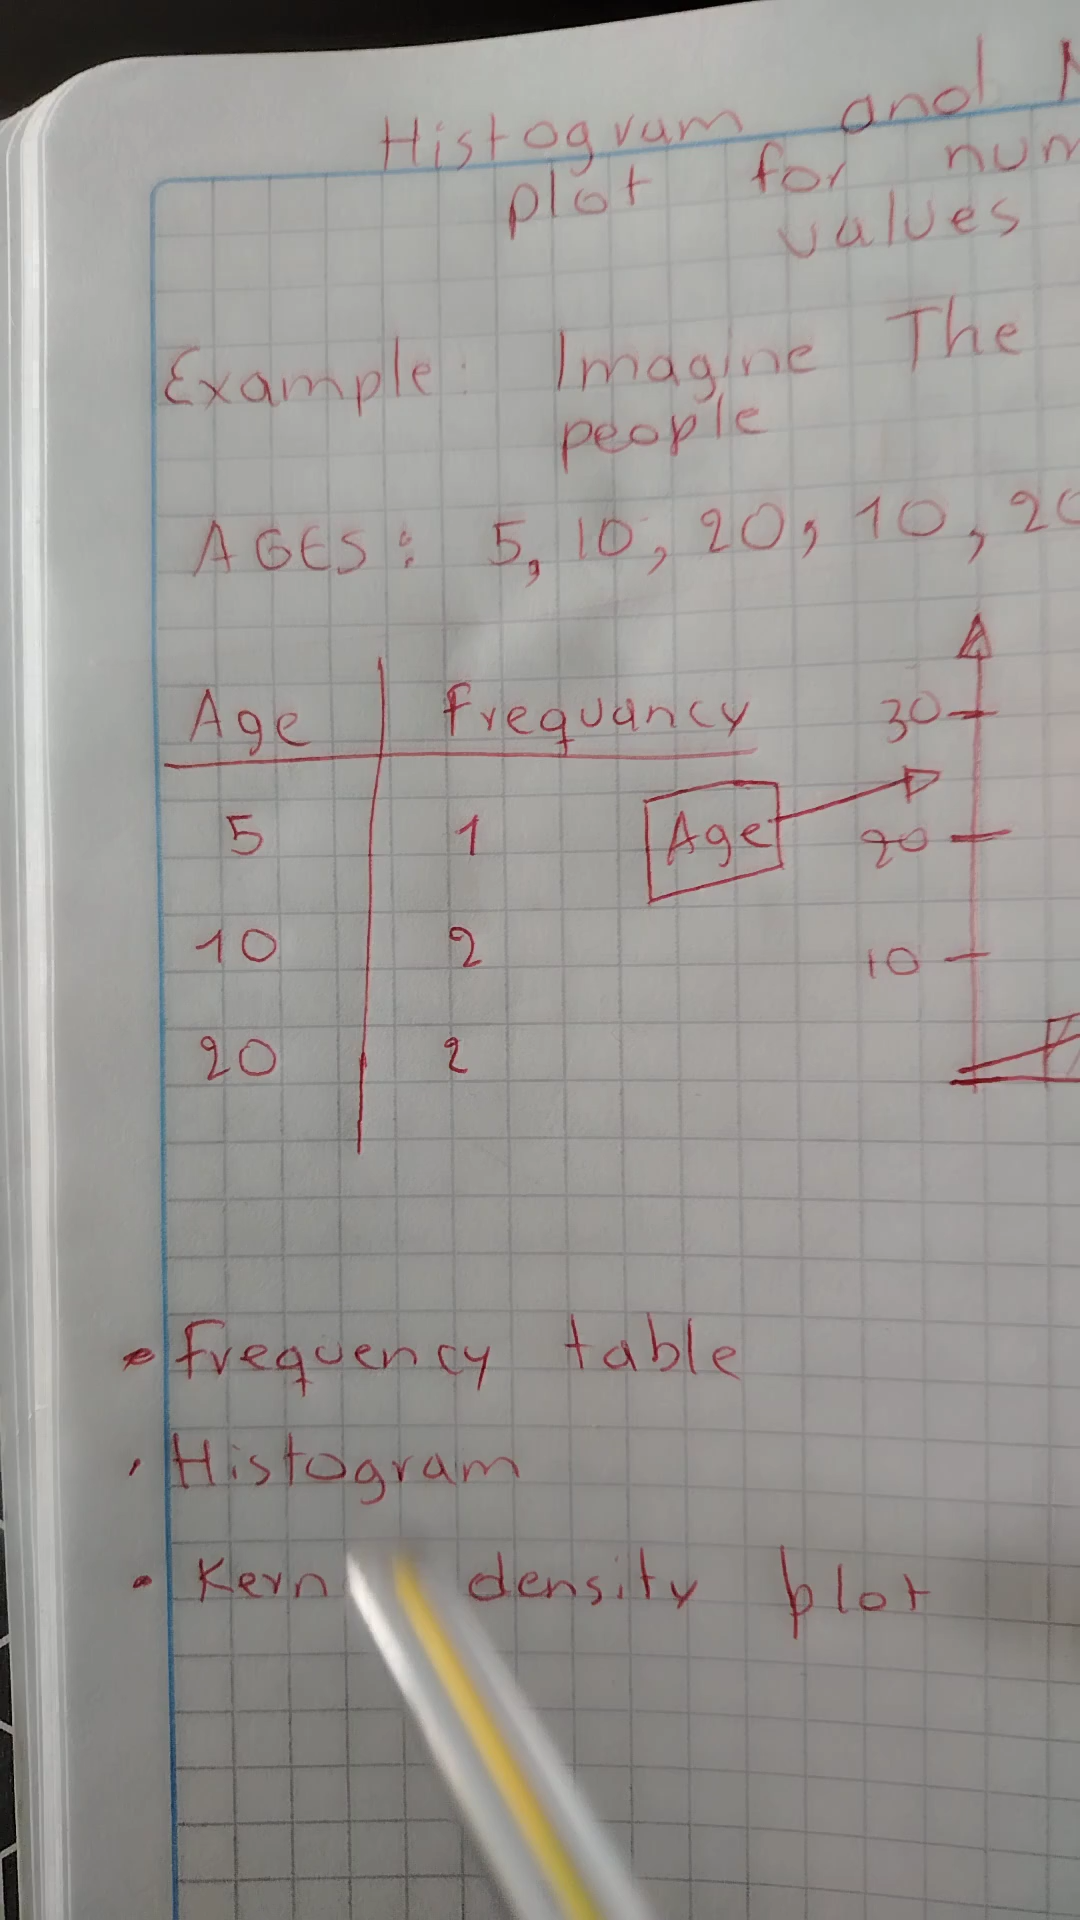 Histogram and
plot for num
values
Example: Imagine The
people
AGES: 5, 10, 20, 10, 20
Age Frequancy
30
5 1
Age
20
10 2
10
20 2
• Frequency table
• Histogram
• Kern density plot